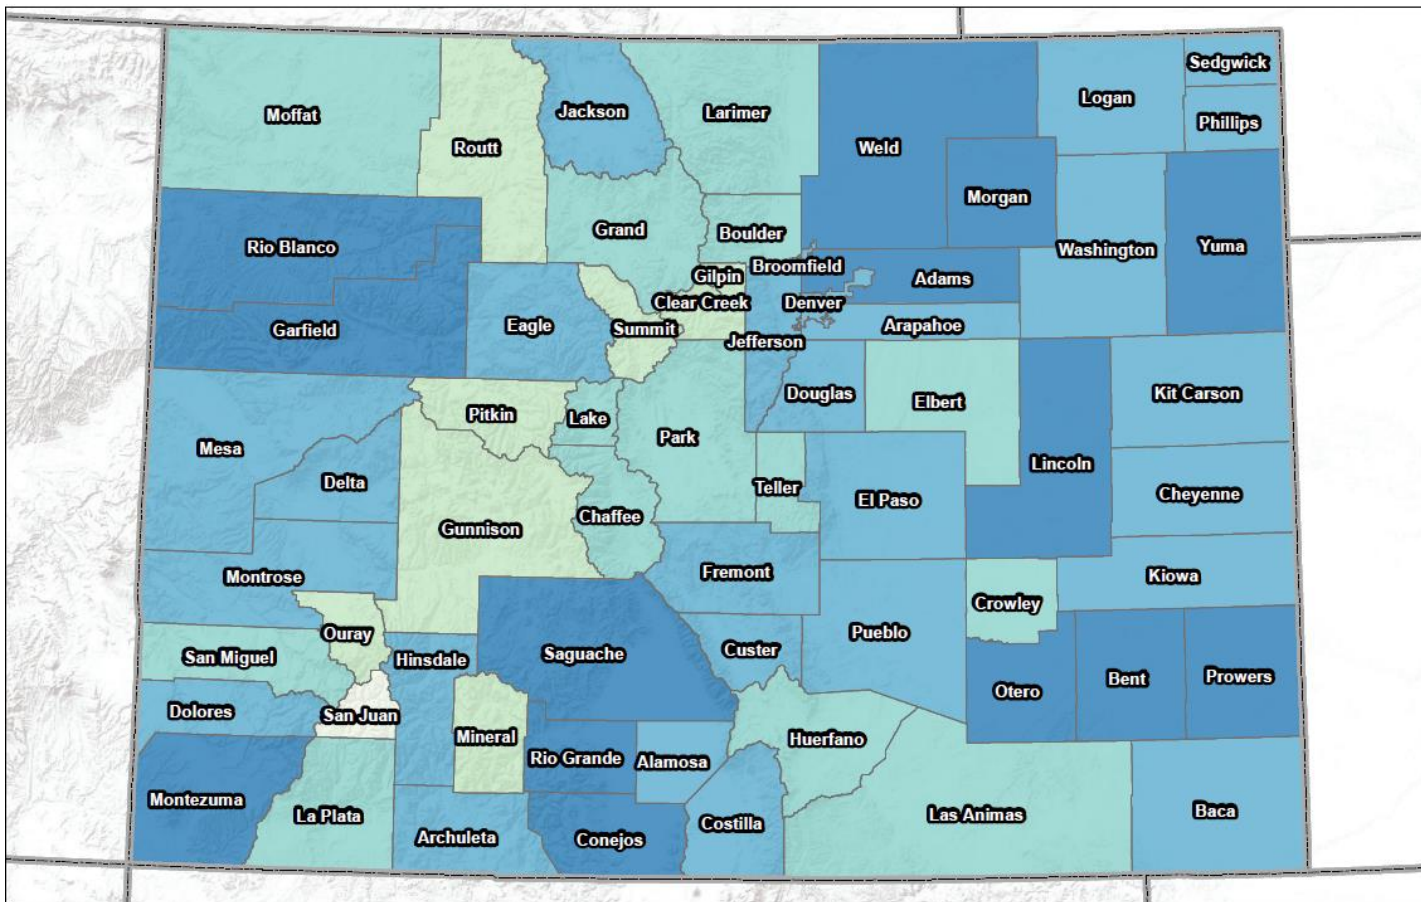 Sedgwick
Logan
Jackson
Larimer
Moffat
Phillips
Weld
Routt
Morgan
Grand
Boulder
Rio Blanco
Washington
Yuma
Broomfield
Gilpin
Adams
Clear Creek
Denver
Eagle
Arapahoe
Garfield
Summit
Jefferson
Douglas
Kit Carson
Elbert
Pitkin
Lake
Park
Mesa
Lincoln
Delta
Teller
Cheyenne
El Paso
Chaffee
Gunnison
Fremont
Kiowa
Montrose
Crowley
Ouray
Pueblo
Custer
Saguache
San Miguel
Hinsdale
Prowers
Bent
Otero
Dolores
San Juan
Mineral
Huerfano
Rio Grande
Alamosa
Montezuma
Baca
La Plata
Las Animas
Costilla
Archuleta
Conejos